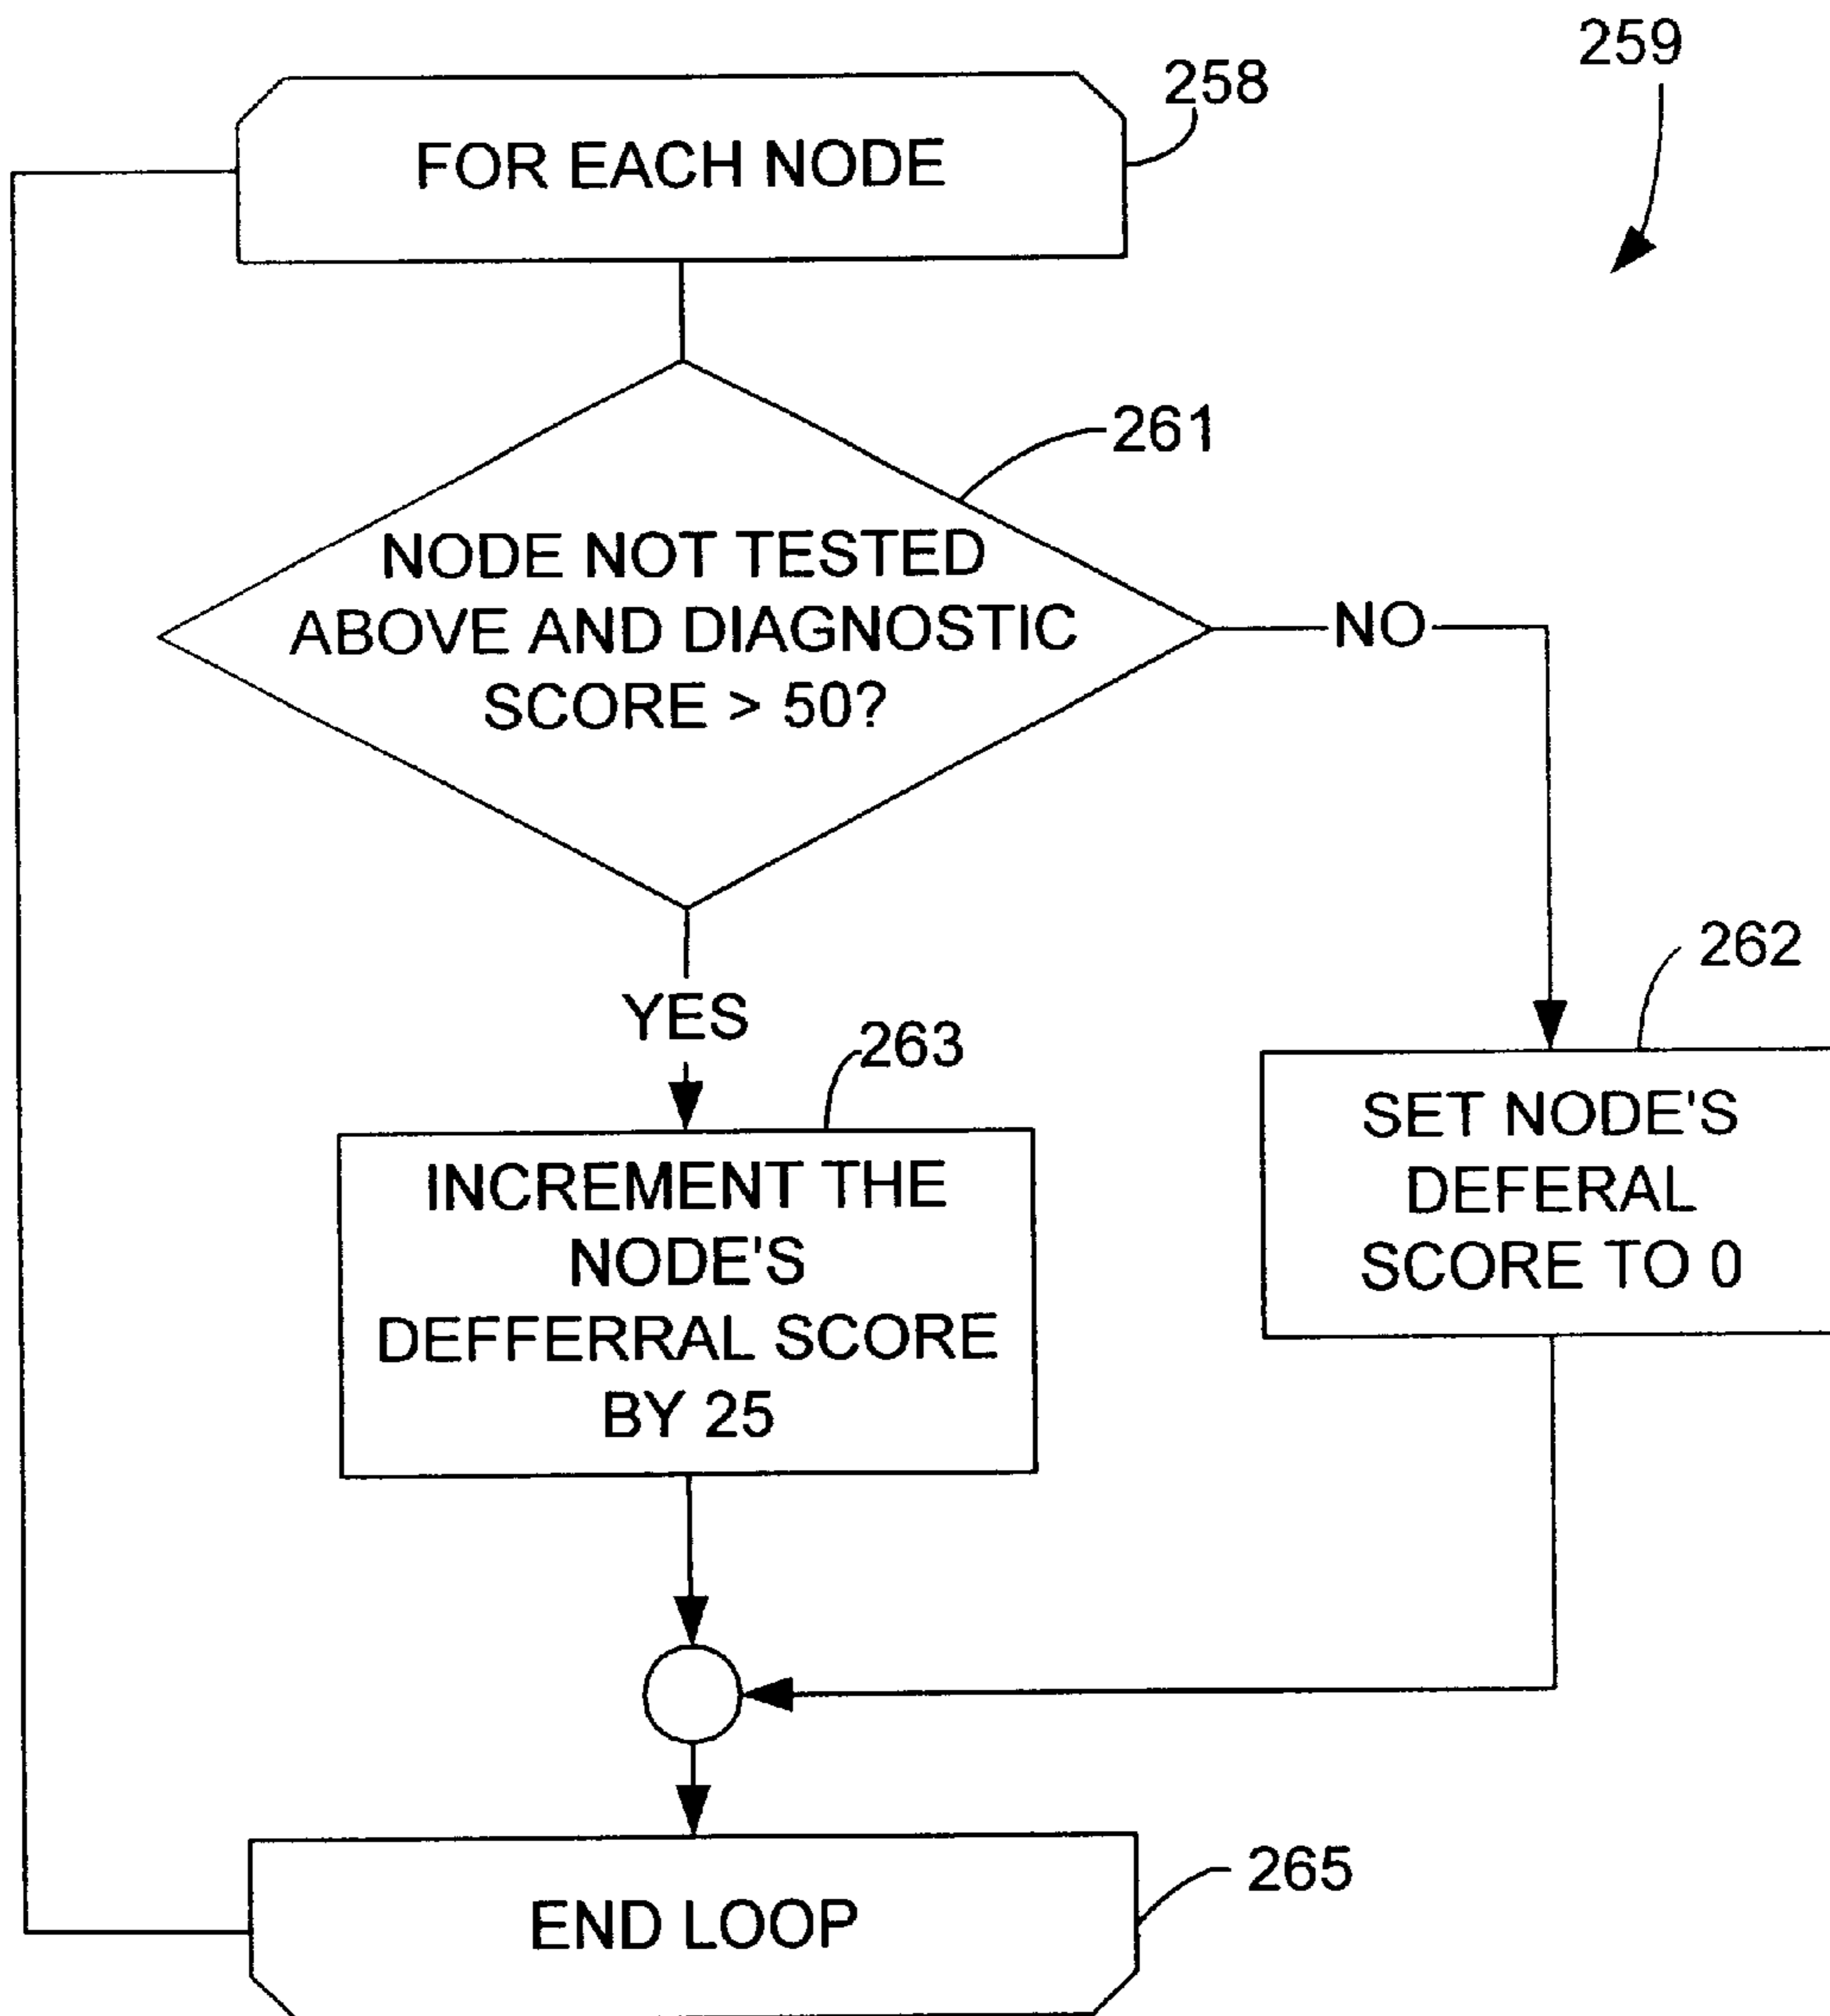 259
258
FOR EACH NODE
261
NODE NOT TESTED
ABOVE AND DIAGNOSTIC
SCORE > 50?
NO
YES
262
SET NODE'S
DEFERAL
SCORE TO 0
263
INCREMENT THE
NODE'S
DEFFERRAL SCORE
BY 25
265
END LOOP